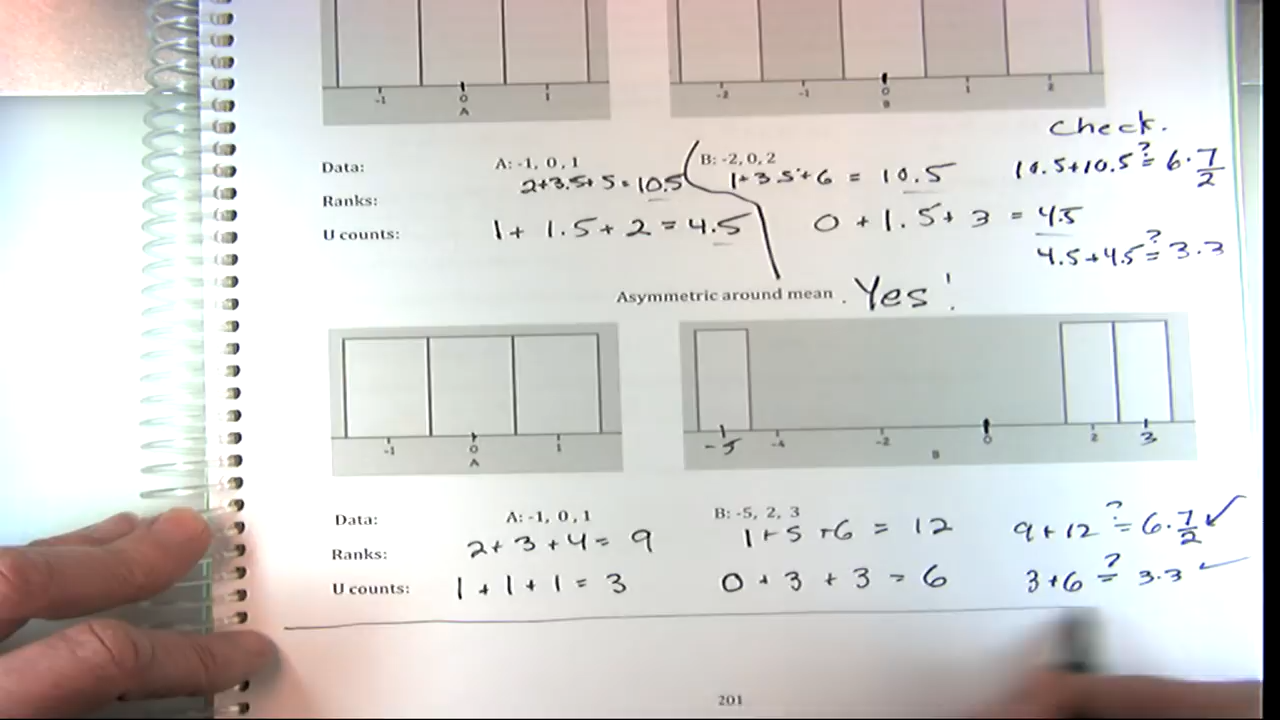 -1 0 1
A
-2 -1 0 1 2
B
Check.
Data: A: -1, 0, 1 B: -2, 0, 2
10.5+10.5 ?= 6·7/2
Ranks: 2+3.5+5=10.5 1+3.5+6 = 10.5
U counts: 1+ 1.5+2=4.5 0+1.5+3 = 4.5
4.5+4.5 ?= 3·3
Asymmetric around mean. Yes!
-1 0 1
A
-5 -4 -2 0 2 3
B
Data: A: -1, 0, 1 B: -5, 2, 3
Ranks: 2+3+4=9 1+5+6 = 12 9+12 ?= 6·7/2 ✓
U counts: 1+1+1=3 0+3+3=6 3+6 ?= 3·3 ✓
201